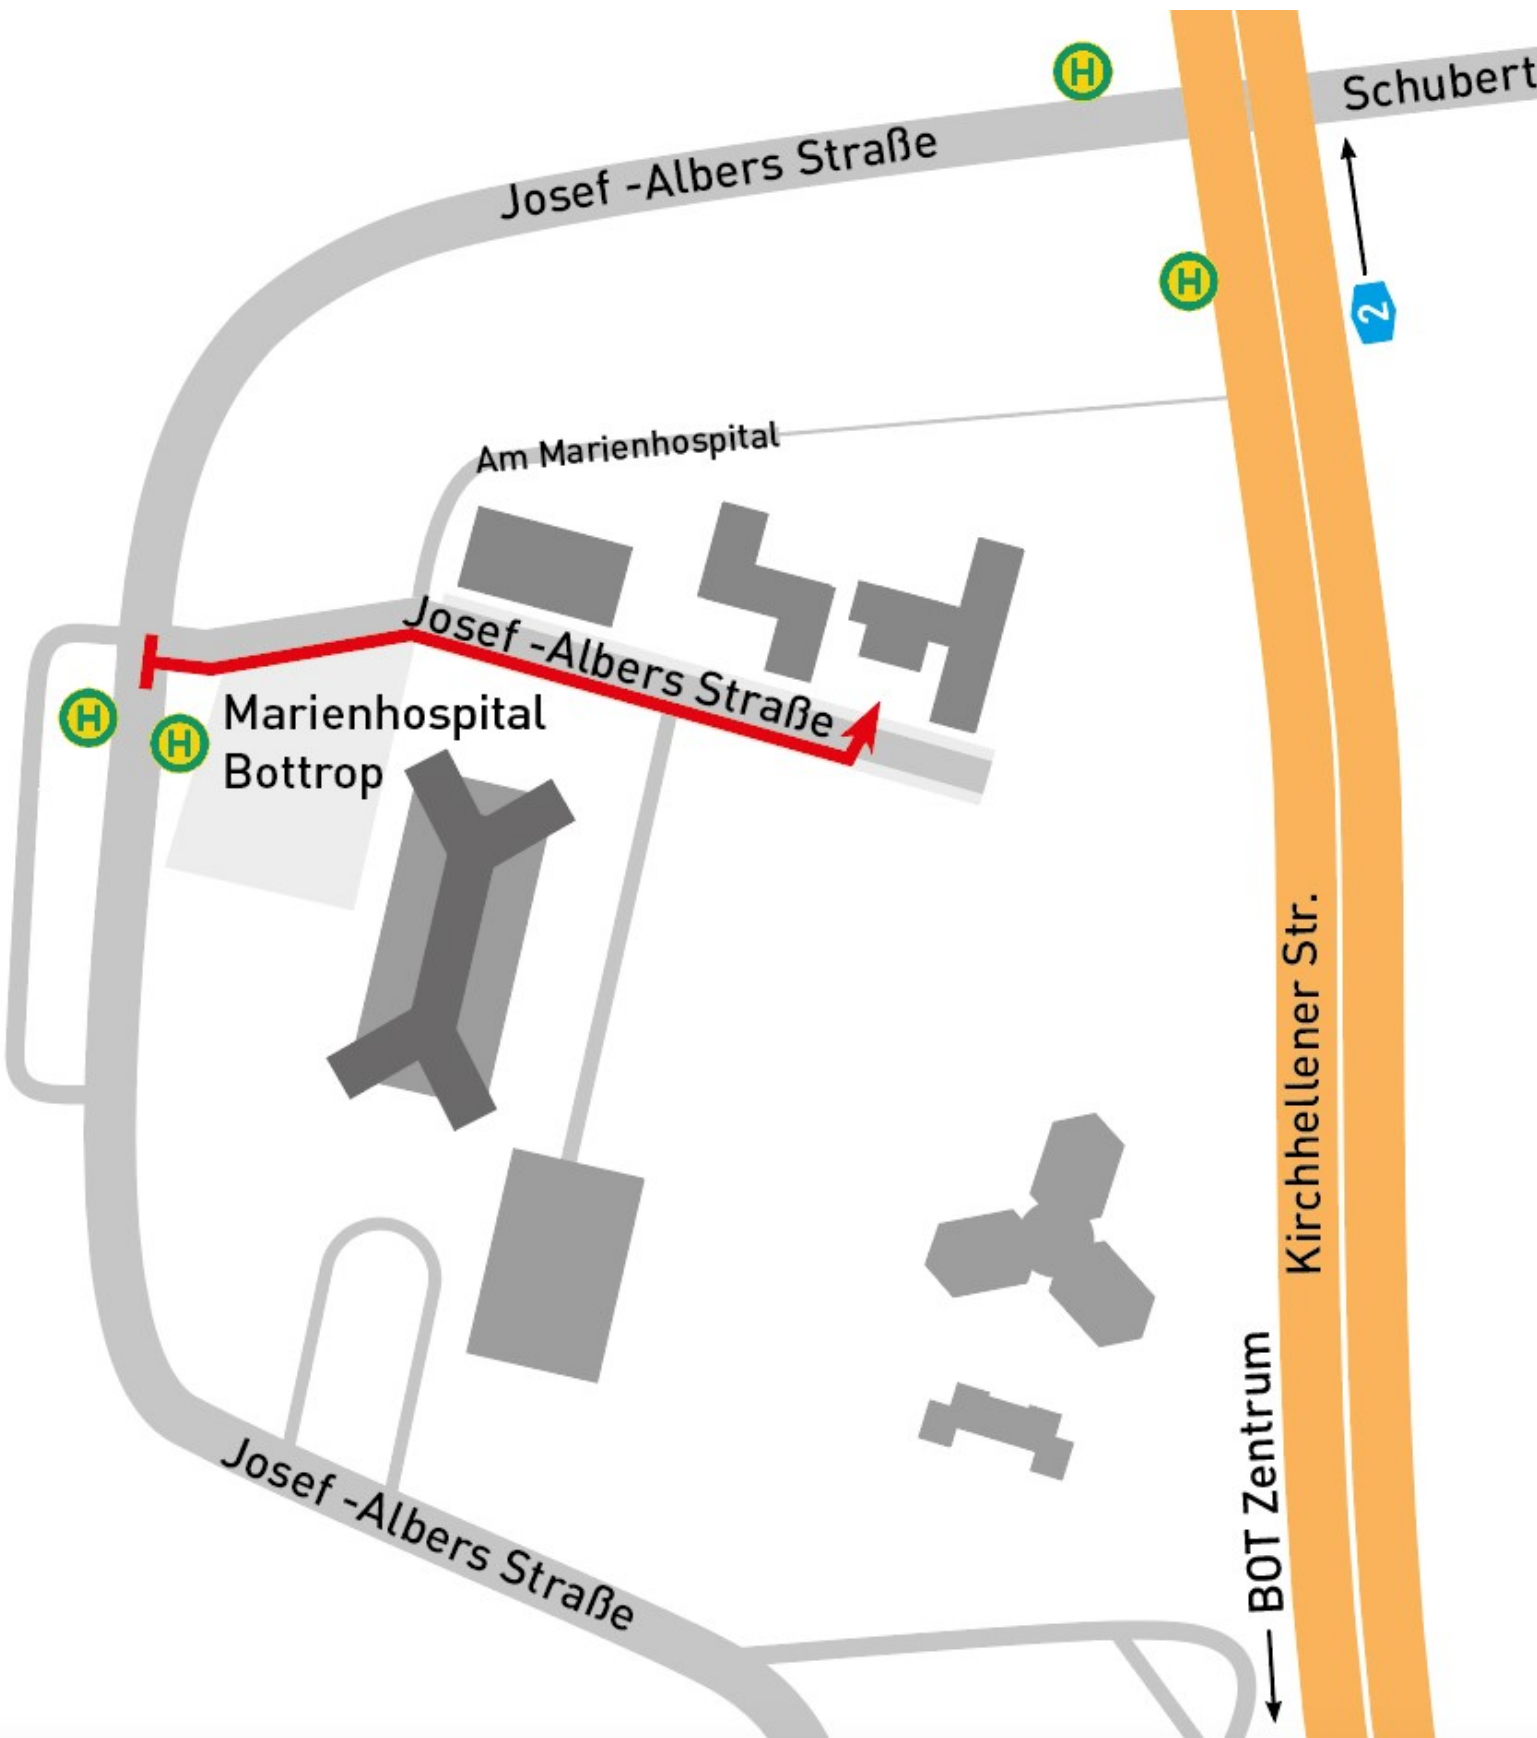 H
Schubert
Josef -Albers Straße
H
2
Am Marienhospital
Josef -Albers Straße
H
H
Marienhospital
Bottrop
Kirchhellener Str.
BOT Zentrum
Josef -Albers Straße